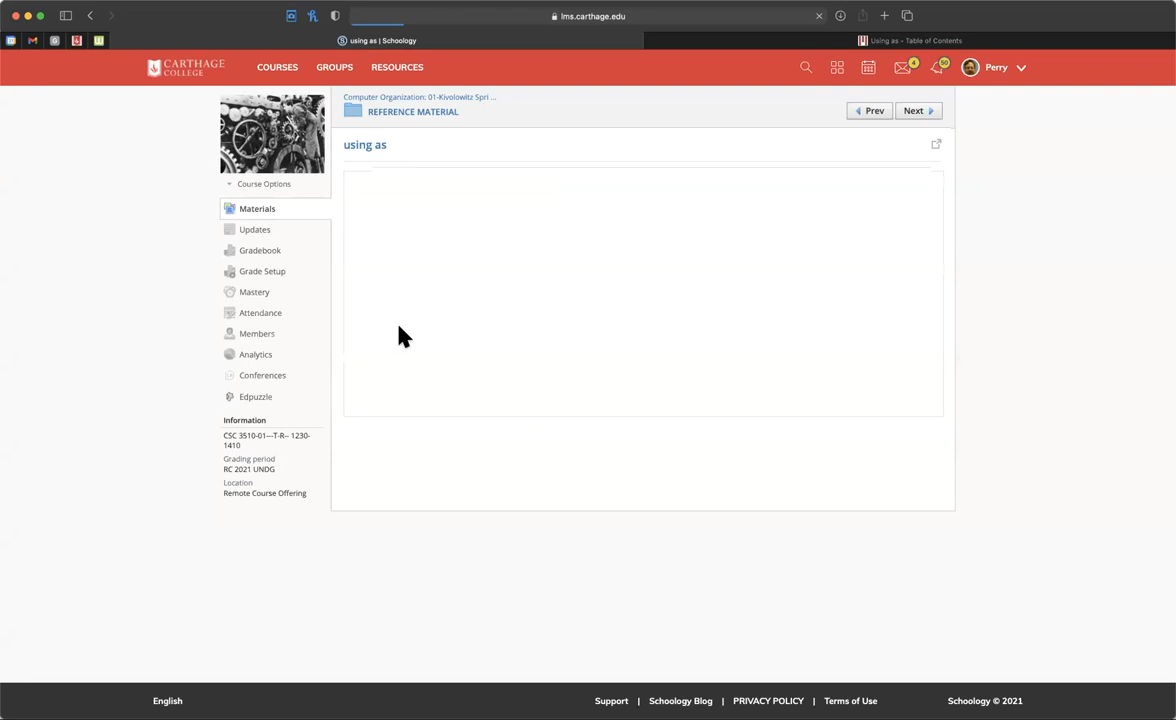 lms.carthage.edu
using as | Schoology
Using as - Table of Contents
CARTHAGE
COLLEGE
COURSES
GROUPS
RESOURCES
4
50
Perry
Computer Organization: 01-Kivolowitz Spri ...
REFERENCE MATERIAL
Prev
Next
using as
Course Options
Materials
Updates
Gradebook
Grade Setup
Mastery
Attendance
Members
Analytics
Conferences
Edpuzzle
Information
CSC 3510-01---T-R-- 1230-
1410
Grading period
RC 2021 UNDG
Location
Remote Course Offering
English
Support | Schoology Blog | PRIVACY POLICY | Terms of Use
Schoology © 2021